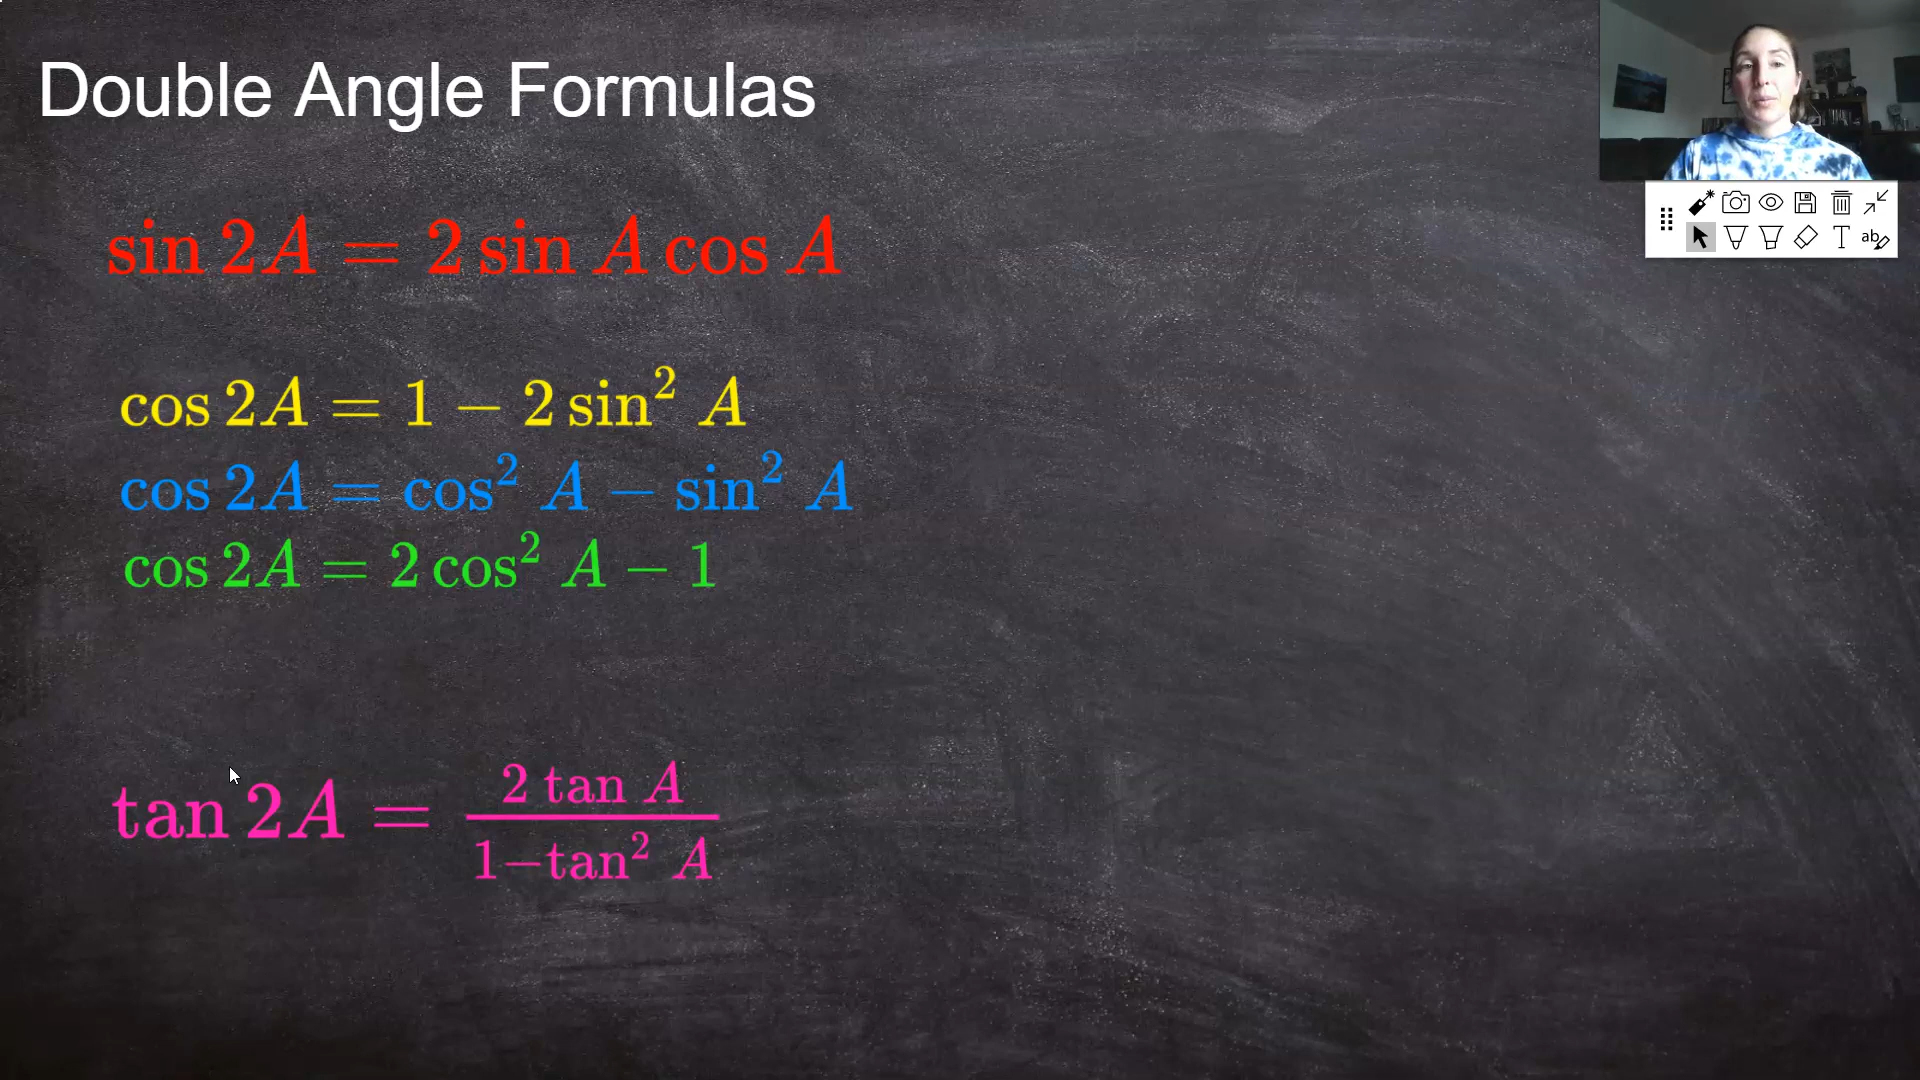 Double Angle Formulas
sin 2A = 2 sin A cos A
cos 2A = 1 − 2 sin² A
cos 2A = cos² A − sin² A
cos 2A = 2 cos² A − 1
tan 2A = 2 tan A / 1−tan² A
T ab